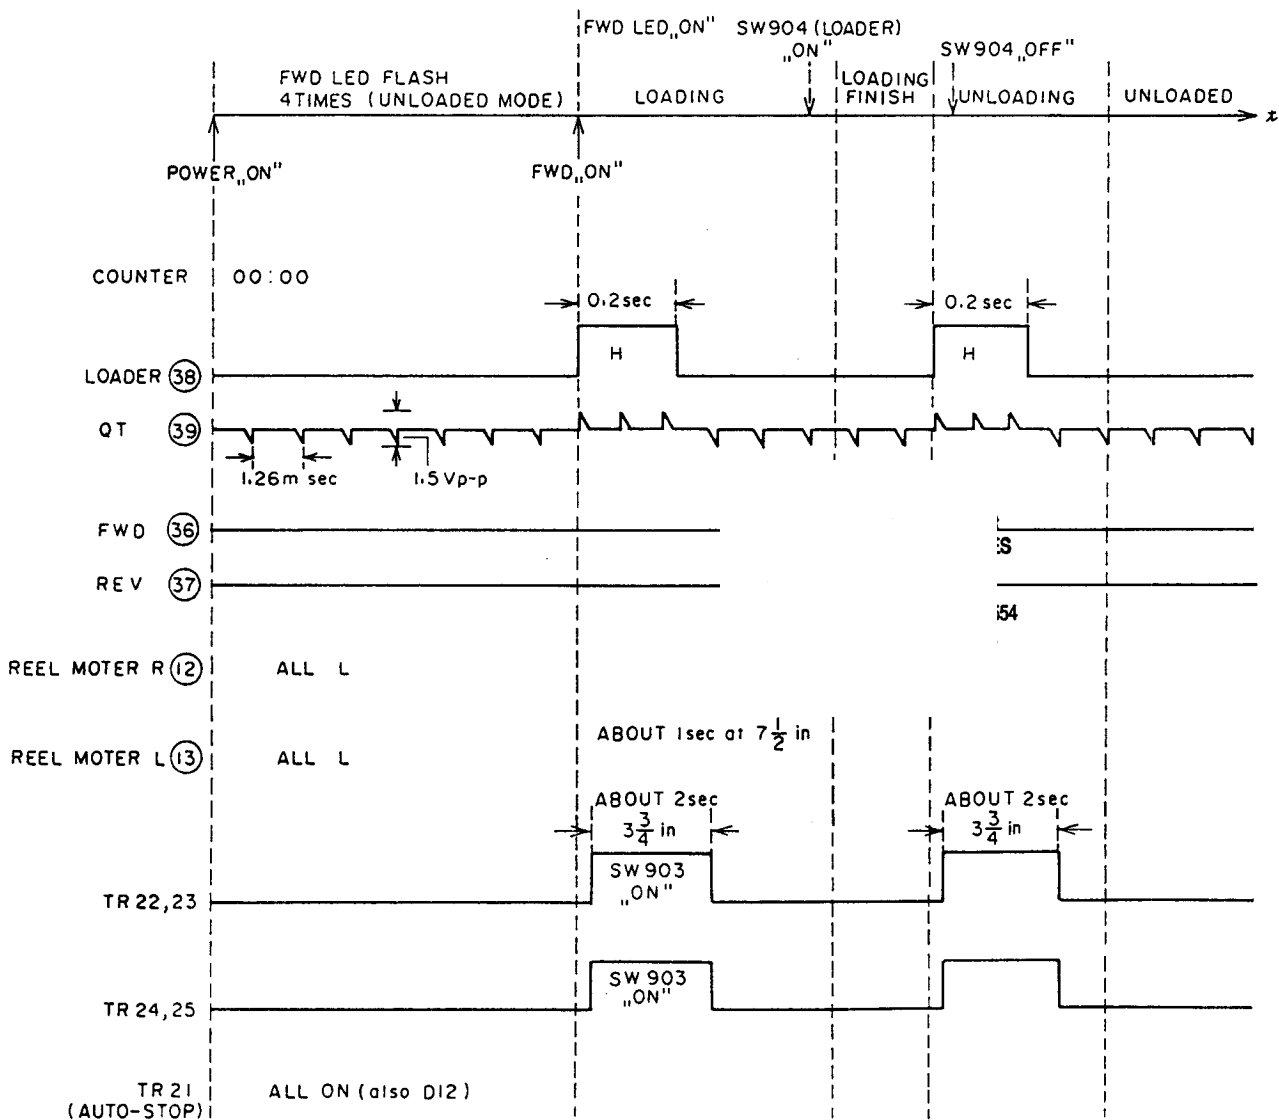 FWD LED „ON" SW904 (LOADER)
„ON"
SW904 „OFF"
FWD LED FLASH
4TIMES (UNLOADED MODE)
LOADING
LOADING
FINISH
UNLOADING
UNLOADED
t
POWER „ON"
FWD „ON"
COUNTER 00:00
0.2sec
0.2 sec
LOADER 38
H
H
QT 39
1.26m sec
1.5 Vp-p
FWD 36
ES
REV 37
554
REEL MOTER R 12 ALL L
ABOUT 1sec at 7 1/2 in
REEL MOTER L 13 ALL L
ABOUT 2sec
3 3/4 in
ABOUT 2sec
3 3/4 in
SW 903
„ON"
TR 22,23
SW 903
„ON"
TR 24,25
TR 21 ALL ON (also D12)
(AUTO-STOP)